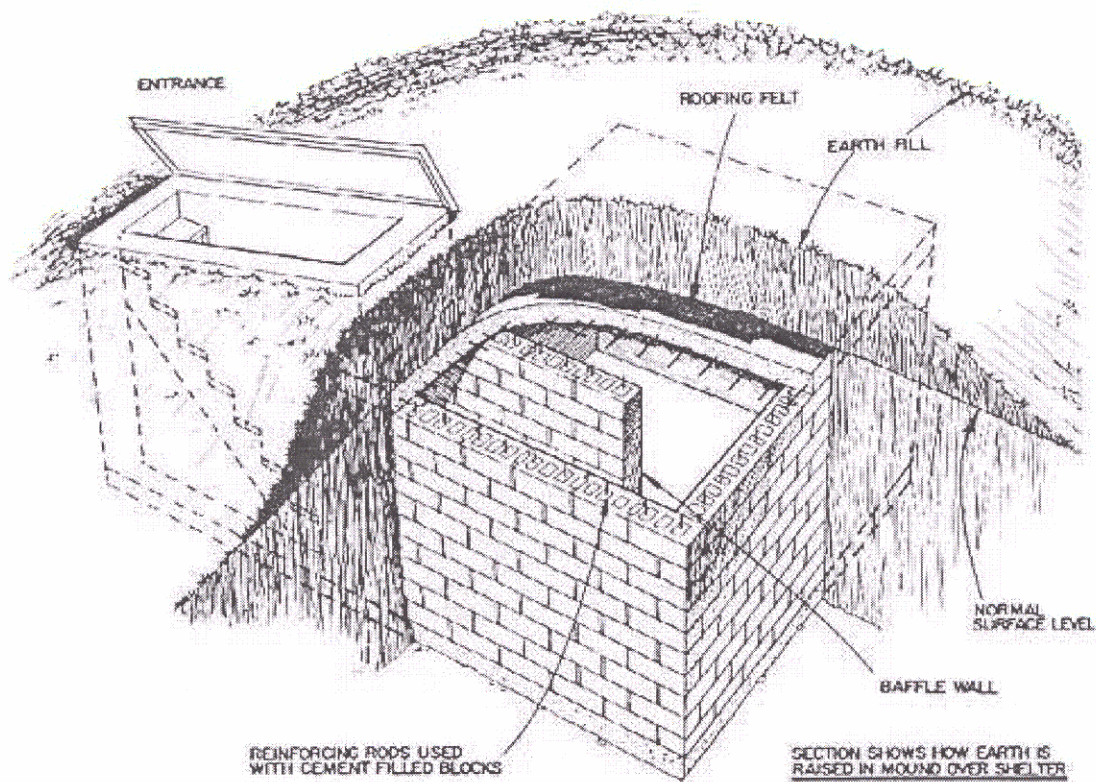 ENTRANCE
ROOFING FELT
EARTH FILL
NORMAL
SURFACE LEVEL
BAFFLE WALL
REINFORCING RODS USED
WITH CEMENT FILLED BLOCKS
SECTION SHOWS HOW EARTH IS
RAISED IN MOUND OVER SHELTER